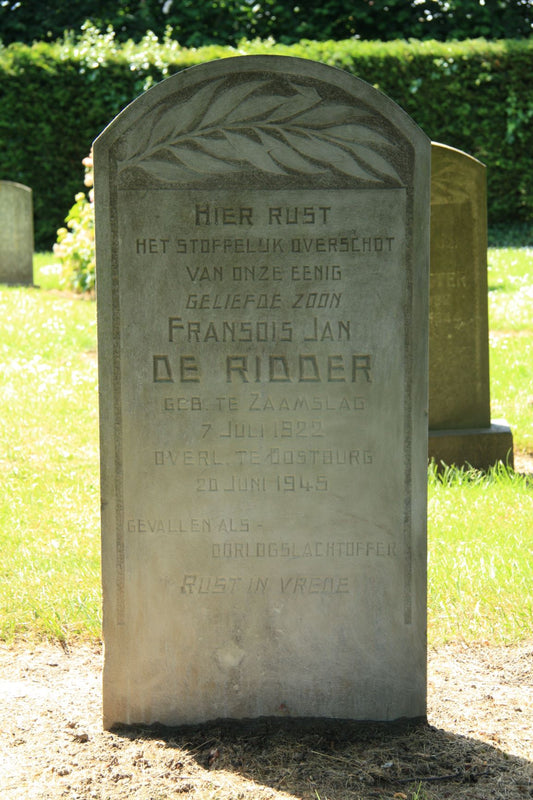 HIER RUST
HET STOFFELIJK OVERSCHOT
VAN ONZE EENIG
GELIEFDE ZOON
FRANSOIS JAN
DE RIDDER
GEB. TE ZAAMSLAG
7 JULI 1922
OVERL. TE OOSTBURG
20 JUNI 1945
GEVALLEN ALS -
OORLOGSLACHTOFFER
RUST IN VREDE